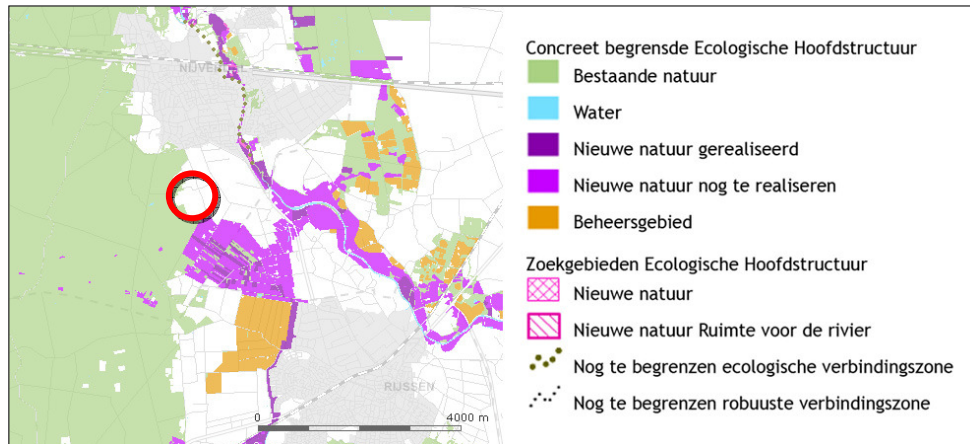 NIJVERDAL
RIJSSEN
0 4000 m
Concreet begrensde Ecologische Hoofdstructuur
Bestaande natuur
Water
Nieuwe natuur gerealiseerd
Nieuwe natuur nog te realiseren
Beheersgebied
Zoekgebieden Ecologische Hoofdstructuur
Nieuwe natuur
Nieuwe natuur Ruimte voor de rivier
Nog te begrenzen ecologische verbindingszone
Nog te begrenzen robuuste verbindingszone